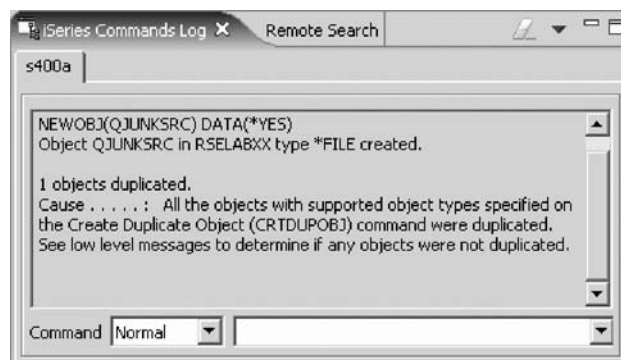 iSeries Commands Log Remote Search
s400a
NEWOBJ(QJUNKSRC) DATA(*YES)
Object QJUNKSRC in RSELABXX type *FILE created.
1 objects duplicated.
Cause . . . . . : All the objects with supported object types specified on
the Create Duplicate Object (CRTDUPOBJ) command were duplicated.
See low level messages to determine if any objects were not duplicated.
Command Normal